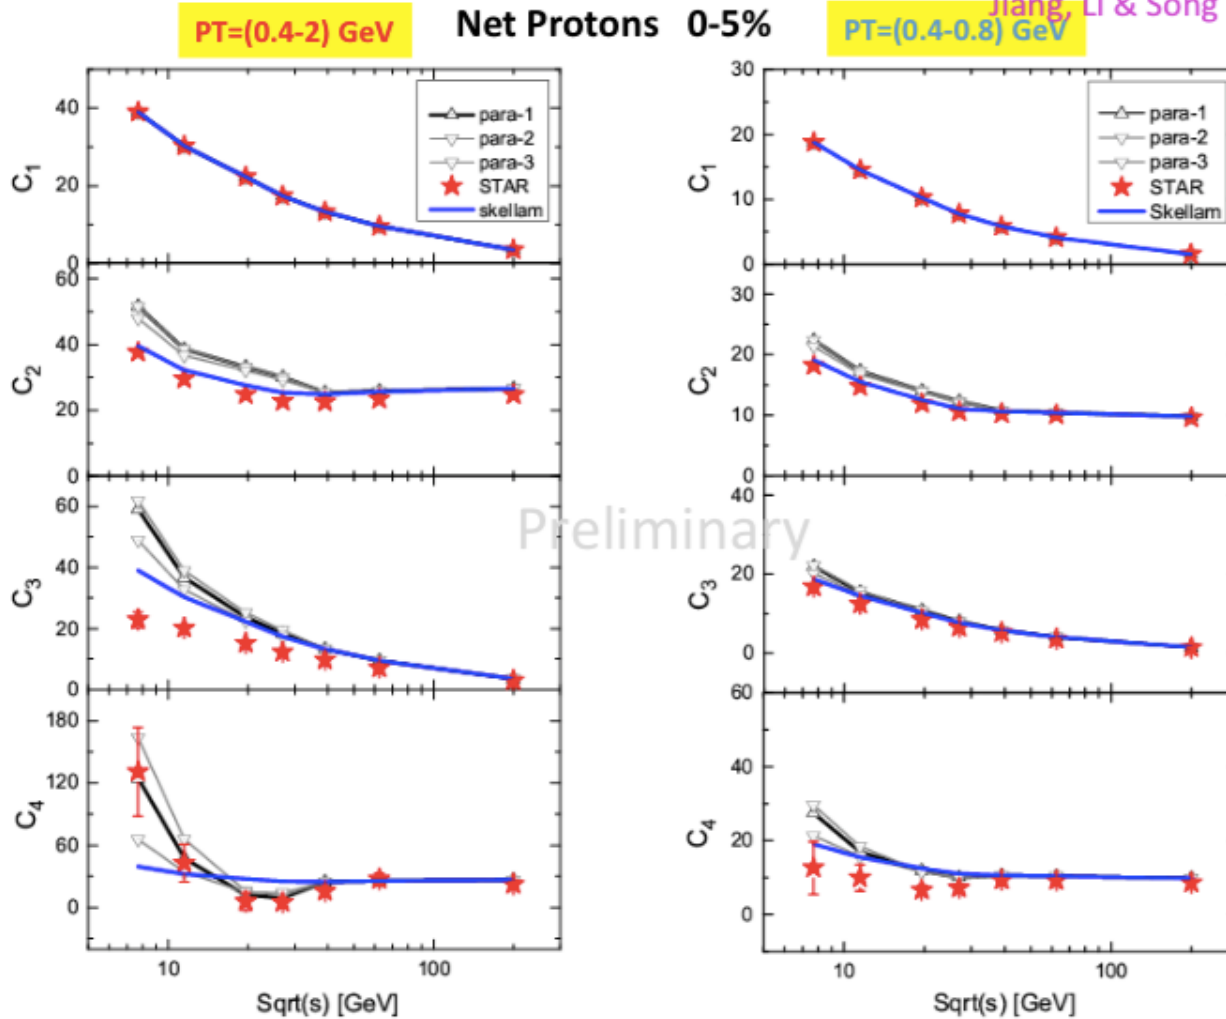 Jiang, Li & Song
PT=(0.4-2) GeV
Net Protons 0-5%
PT=(0.4-0.8) GeV
C1
40
20
0
para-1
para-2
para-3
STAR
skellam
C1
30
20
10
0
para-1
para-2
para-3
STAR
Skellam
C2
60
40
20
0
C2
30
20
10
0
C3
60
40
20
0
C3
40
20
0
Preliminary
C4
180
120
60
0
C4
60
40
20
0
10
100
10
100
Sqrt(s) [GeV]
Sqrt(s) [GeV]